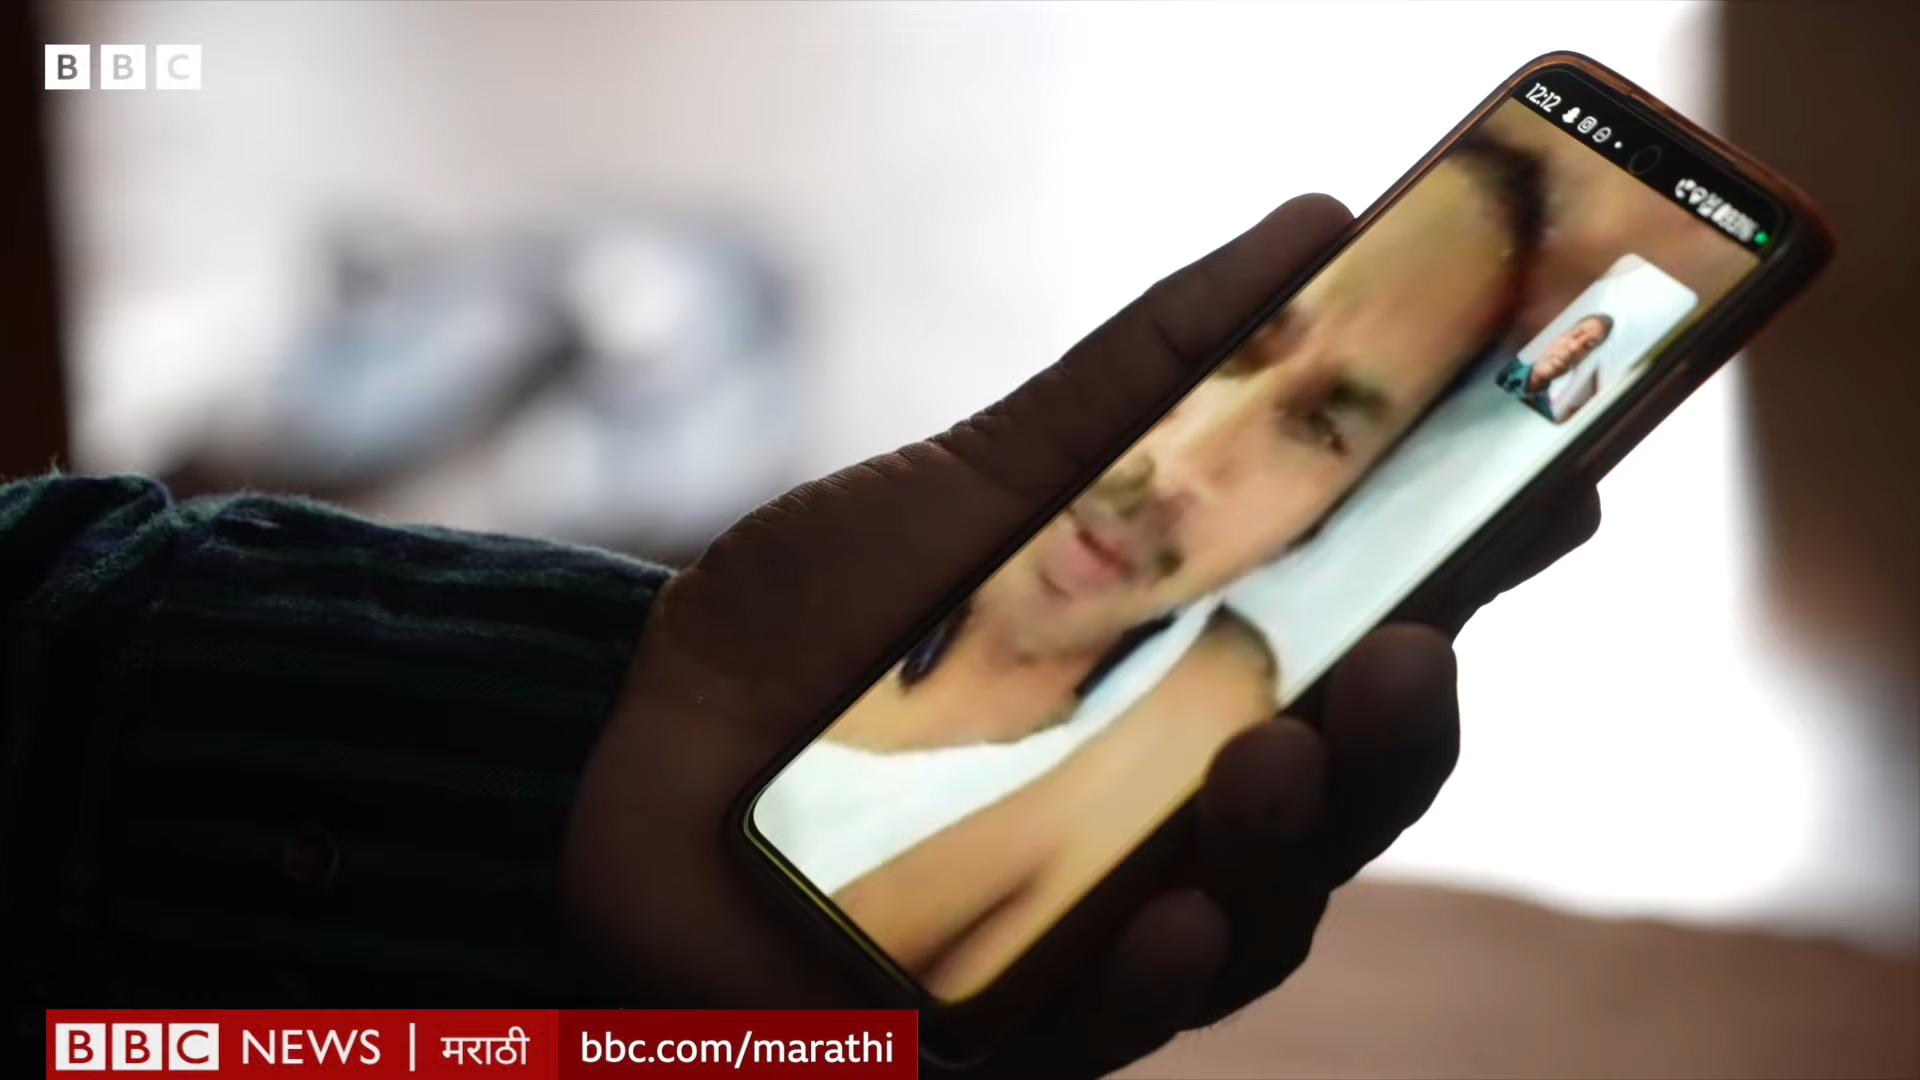 BBC
12:12
BBC NEWS | मराठी bbc.com/marathi